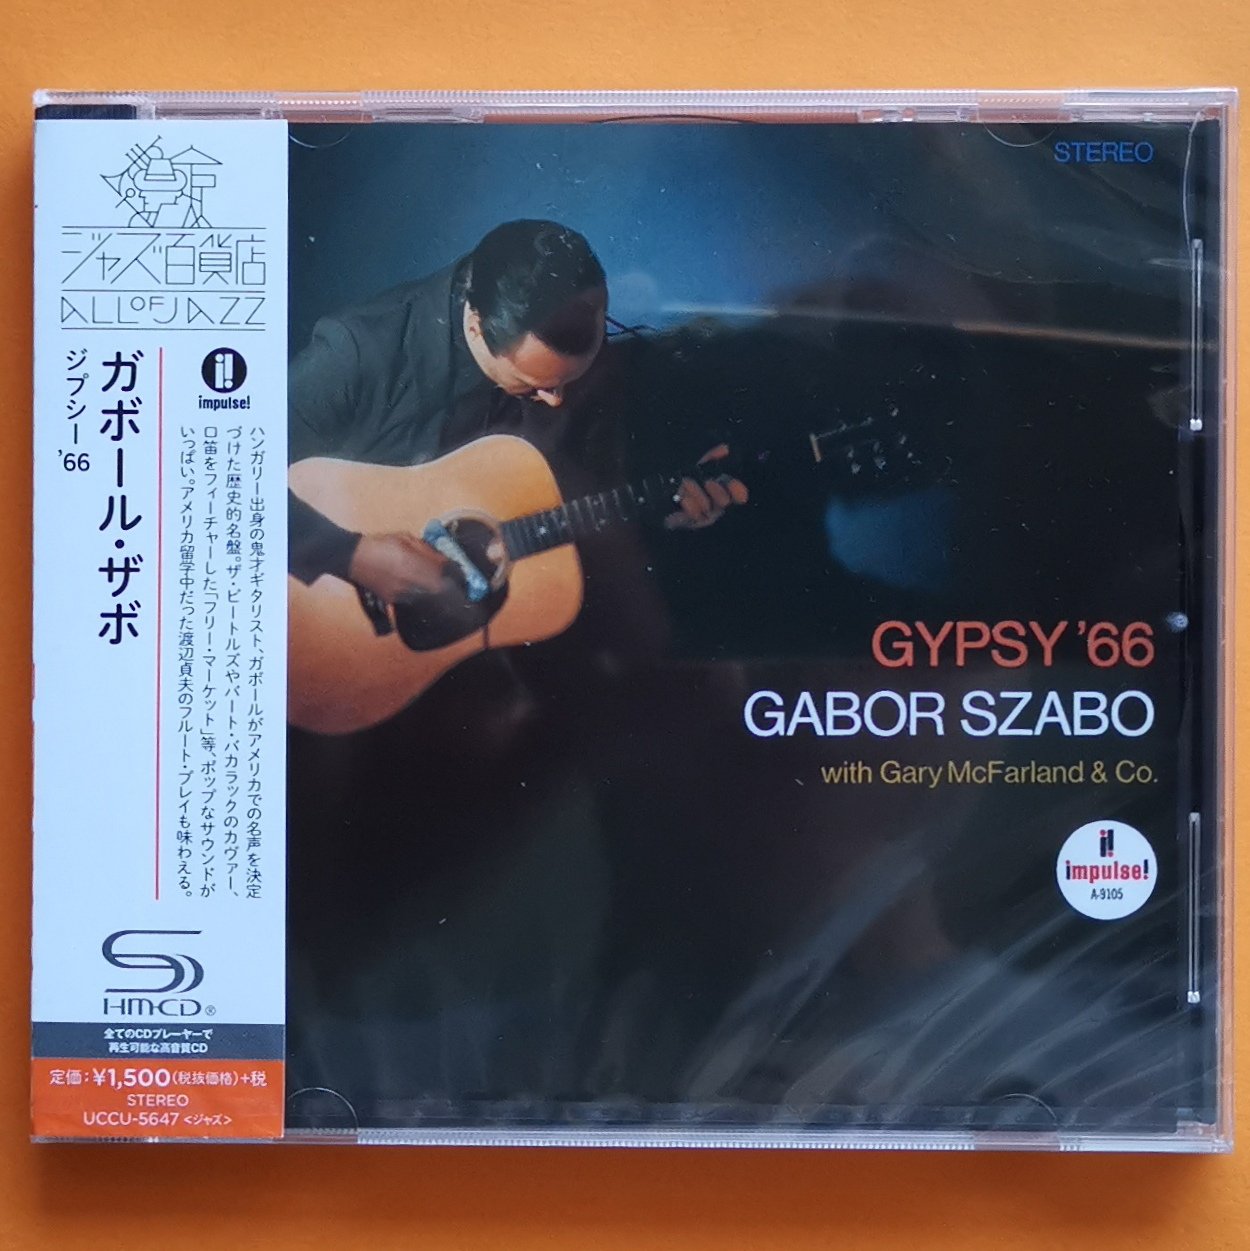 ジャズ百貨店
ALL OF JAZZ
impulse!
ハンガリー出身の鬼才ギタリスト、ガボールがアメリカでの名声を決定
づけた歴史的名盤。ザ・ビートルズやバート・バカラックのカヴァー、
口笛をフィーチャーした「フリー・マーケット」等、ポップなサウンドが
いっぱい。アメリカ留学中だった渡辺貞夫のフルート・プレイも味わえる。
ガボール・ザボ
ジプシー '66
SHM-CD®
全てのCDプレーヤーで
再生可能な高音質CD
定価：¥1,500(税抜価格)+税
STEREO
UCCU-5647 <ジャズ>
STEREO
GYPSY '66
GABOR SZABO
with Gary McFarland & Co.
impulse!
A-9105